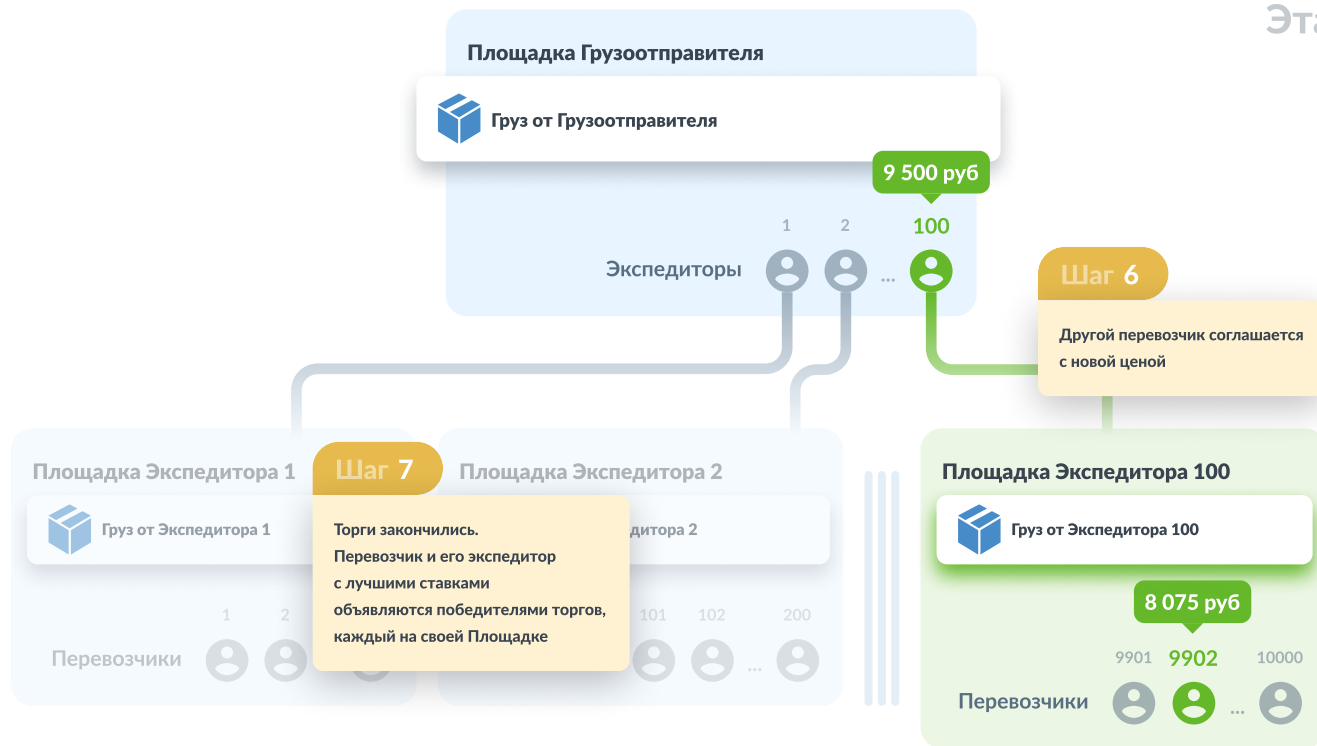 Площадка Грузоотправителя
Груз от Грузоотправителя
9 500 руб
1 2 100
Экспедиторы ...
Шаг 6
Другой перевозчик соглашается
с новой ценой
Площадка Экспедитора 1
Груз от Экспедитора 1
1 2
Перевозчики
Шаг 7
Торги закончились.
Перевозчик и его экспедитор
с лучшими ставками
объявляются победителями торгов,
каждый на своей Площадке
Площадка Экспедитора 2
дитора 2
101 102 200
...
Площадка Экспедитора 100
Груз от Экспедитора 100
8 075 руб
9901 9902 10000
Перевозчики ...